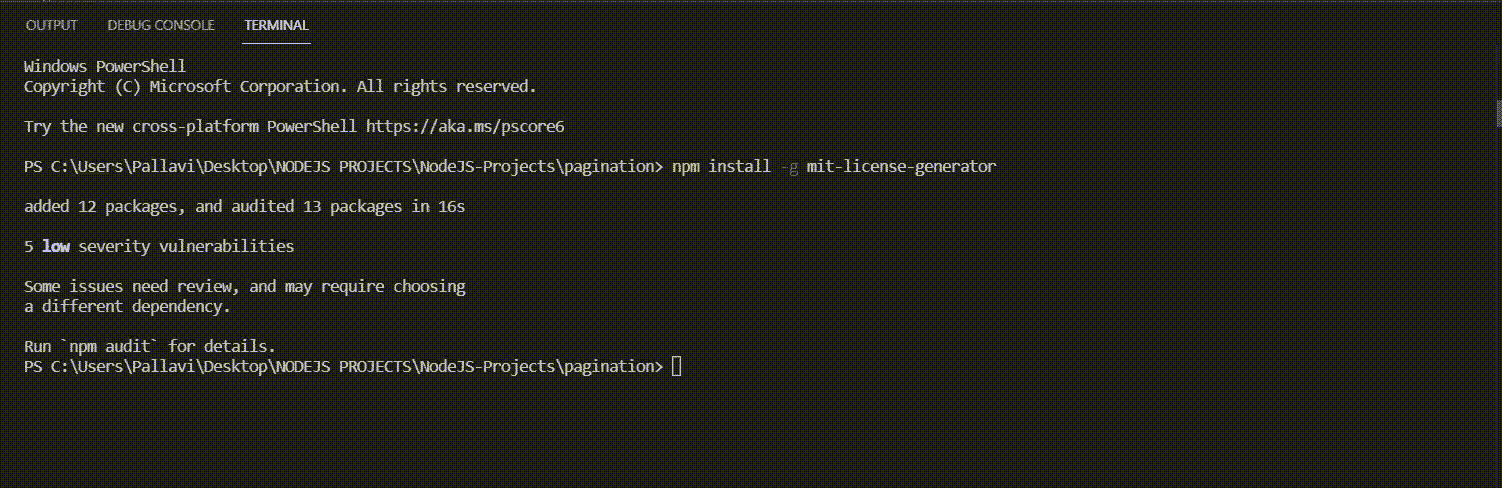 OUTPUT DEBUG CONSOLE TERMINAL
Windows PowerShell
Copyright (C) Microsoft Corporation. All rights reserved.
Try the new cross-platform PowerShell https://aka.ms/pscore6
PS C:\Users\Pallavi\Desktop\NODEJS PROJECTS\NodeJS-Projects\pagination> npm install -g mit-license-generator
added 12 packages, and audited 13 packages in 16s
5 low severity vulnerabilities
Some issues need review, and may require choosing
a different dependency.
Run `npm audit` for details.
PS C:\Users\Pallavi\Desktop\NODEJS PROJECTS\NodeJS-Projects\pagination>